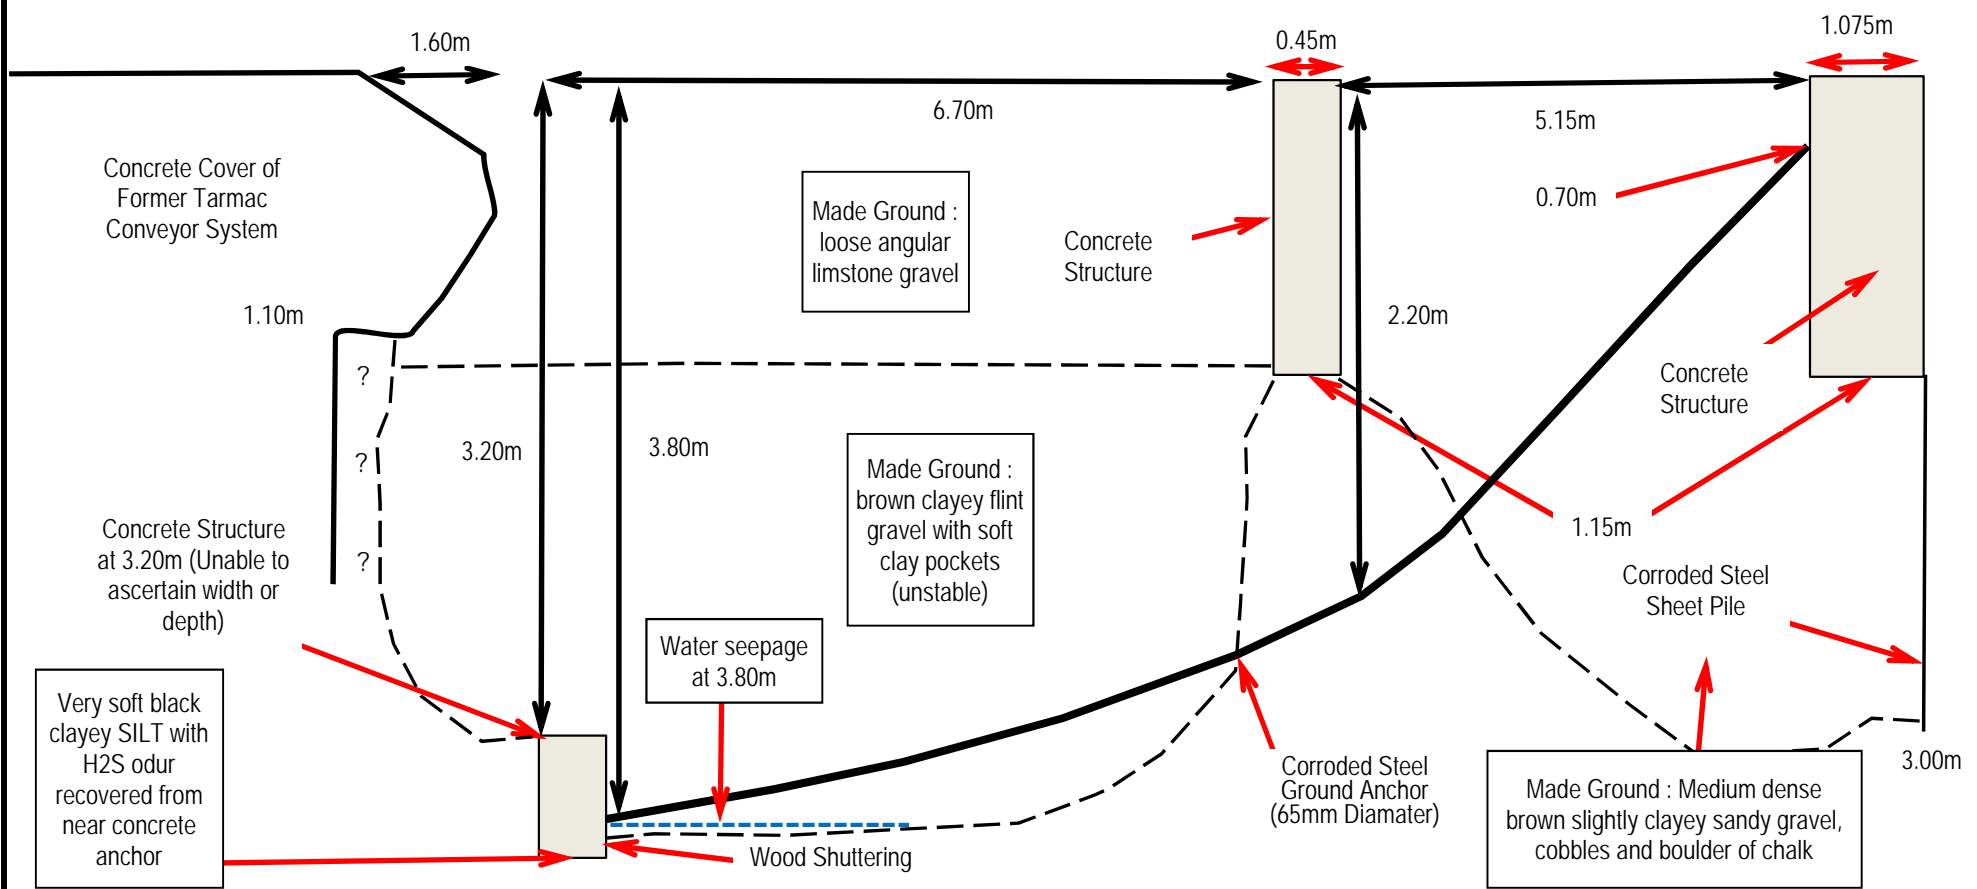 1.60m
0.45m
1.075m
6.70m
5.15m
Concrete Cover of
Former Tarmac
Conveyor System
Made Ground :
loose angular
limstone gravel
Concrete
Structure
0.70m
1.10m
2.20m
?
Concrete
Structure
3.20m
3.80m
?
Made Ground :
brown clayey flint
gravel with soft
clay pockets
(unstable)
Concrete Structure
at 3.20m (Unable to
ascertain width or
depth)
?
1.15m
Corroded Steel
Sheet Pile
Water seepage
at 3.80m
Very soft black
clayey SILT with
H2S odur
recovered from
near concrete
anchor
Corroded Steel
Ground Anchor
(65mm Diamater)
3.00m
Made Ground : Medium dense
brown slightly clayey sandy gravel,
cobbles and boulder of chalk
Wood Shuttering